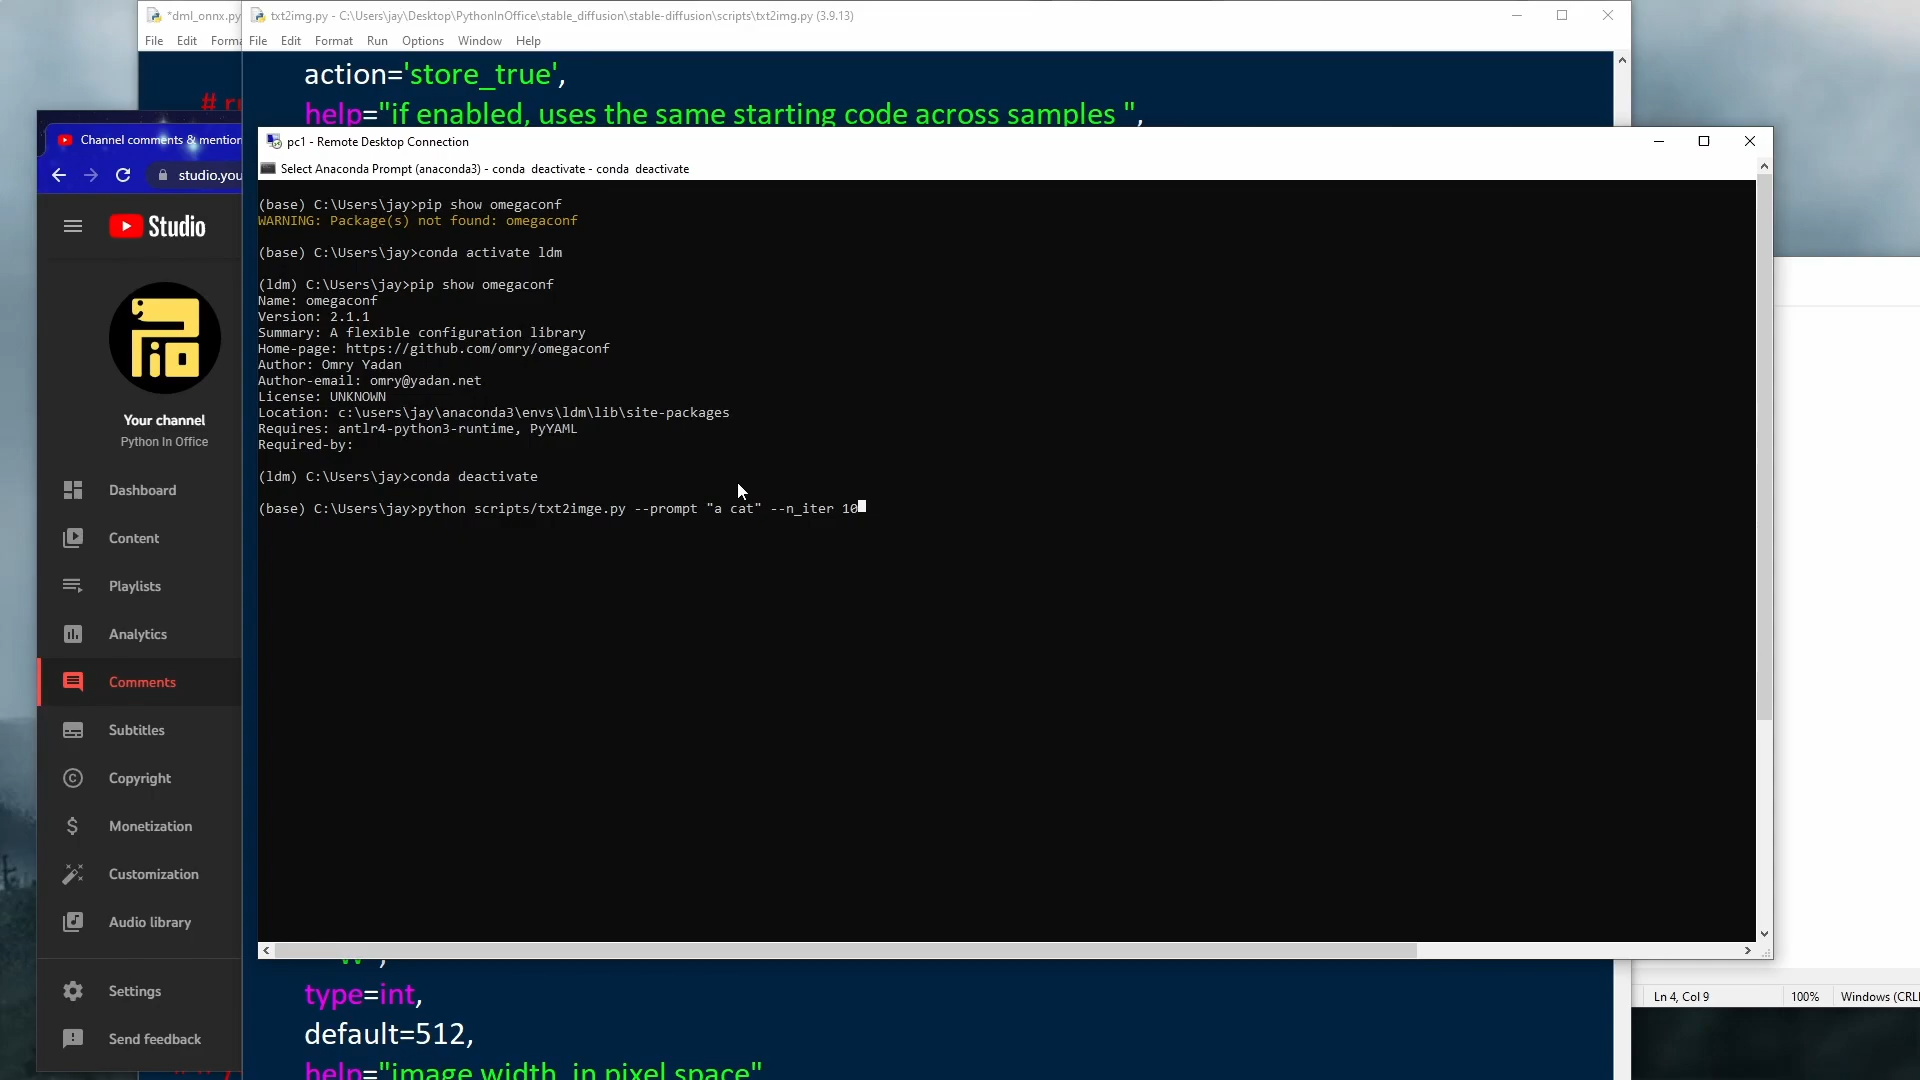 *dml_onnx.py
txt2img.py - C:\Users\jay\Desktop\PythonInOffice\stable_diffusion\stable-diffusion\scripts\txt2img.py (3.9.13)
File Edit Forma
File Edit Format Run Options Window Help
action='store_true',
# ru
help="if enabled, uses the same starting code across samples ",
Channel comments & mention
studio.you
Studio
Your channel
Python In Office
Dashboard
Content
Playlists
Analytics
Comments
Subtitles
Copyright
Monetization
Customization
Audio library
Settings
Send feedback
pc1 - Remote Desktop Connection
Select Anaconda Prompt (anaconda3) - conda deactivate - conda deactivate
(base) C:\Users\jay>pip show omegaconf
WARNING: Package(s) not found: omegaconf
(base) C:\Users\jay>conda activate ldm
(ldm) C:\Users\jay>pip show omegaconf
Name: omegaconf
Version: 2.1.1
Summary: A flexible configuration library
Home-page: https://github.com/omry/omegaconf
Author: Omry Yadan
Author-email: omry@yadan.net
License: UNKNOWN
Location: c:\users\jay\anaconda3\envs\ldm\lib\site-packages
Requires: antlr4-python3-runtime, PyYAML
Required-by:
(ldm) C:\Users\jay>conda deactivate
(base) C:\Users\jay>python scripts/txt2imge.py --prompt "a cat" --n_iter 10
type=int,
default=512,
help="image width, in pixel space"
Ln 4, Col 9 100% Windows (CRL